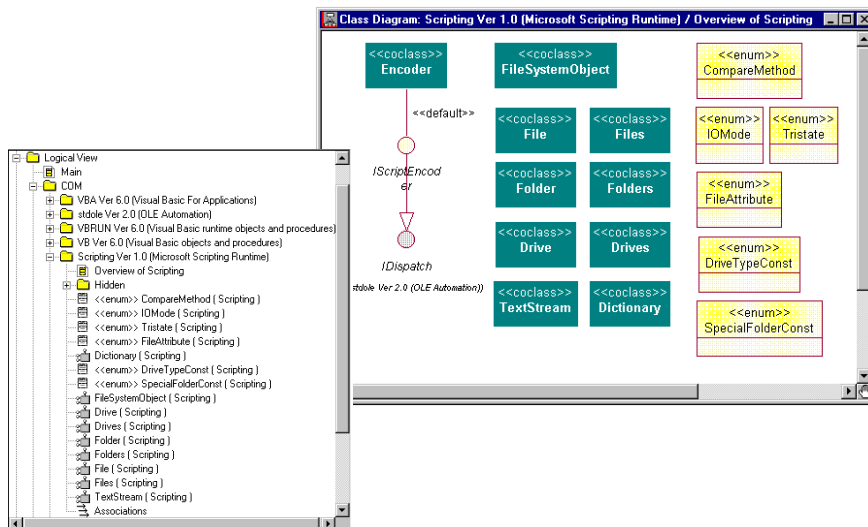 Class Diagram: Scripting Ver 1.0 (Microsoft Scripting Runtime) / Overview of Scripting
<<coclass>>
Encoder
<<coclass>>
FileSystemObject
<<enum>>
CompareMethod
<<default>>
<<coclass>>
File
<<coclass>>
Files
<<enum>>
IOMode
<<enum>>
Tristate
IScriptEncod
er
<<coclass>>
Folder
<<coclass>>
Folders
<<enum>>
FileAttribute
<<coclass>>
Drive
<<coclass>>
Drives
<<enum>>
DriveTypeConst
IDispatch
stdole Ver 2.0 (OLE Automation))
<<coclass>>
TextStream
<<coclass>>
Dictionary
<<enum>>
SpecialFolderConst
Logical View
Main
COM
VBA Ver 6.0 (Visual Basic For Applications)
stdole Ver 2.0 (OLE Automation)
VBRUN Ver 6.0 (Visual Basic runtime objects and procedures)
VB Ver 6.0 (Visual Basic objects and procedures)
Scripting Ver 1.0 (Microsoft Scripting Runtime)
Overview of Scripting
Hidden
<<enum>> CompareMethod ( Scripting )
<<enum>> IOMode ( Scripting )
<<enum>> Tristate ( Scripting )
<<enum>> FileAttribute ( Scripting )
Dictionary ( Scripting )
<<enum>> DriveTypeConst ( Scripting )
<<enum>> SpecialFolderConst ( Scripting )
FileSystemObject ( Scripting )
Drive ( Scripting )
Drives ( Scripting )
Folder ( Scripting )
Folders ( Scripting )
File ( Scripting )
Files ( Scripting )
TextStream ( Scripting )
Associations